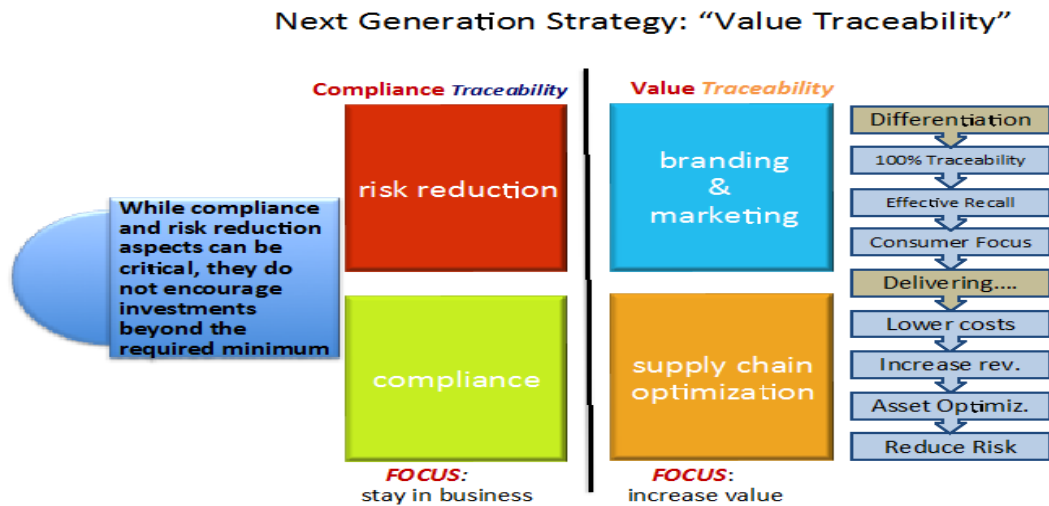 Next Generation Strategy: “Value Traceability”
Compliance Traceability
Value Traceability
While compliance
and risk reduction
aspects can be
critical, they do
not encourage
investments
beyond the
required minimum
risk reduction
compliance
branding
&
marketing
supply chain
optimization
FOCUS:
stay in business
FOCUS:
increase value
Differentiation
100% Traceability
Effective Recall
Consumer Focus
Delivering....
Lower costs
Increase rev.
Asset Optimiz.
Reduce Risk